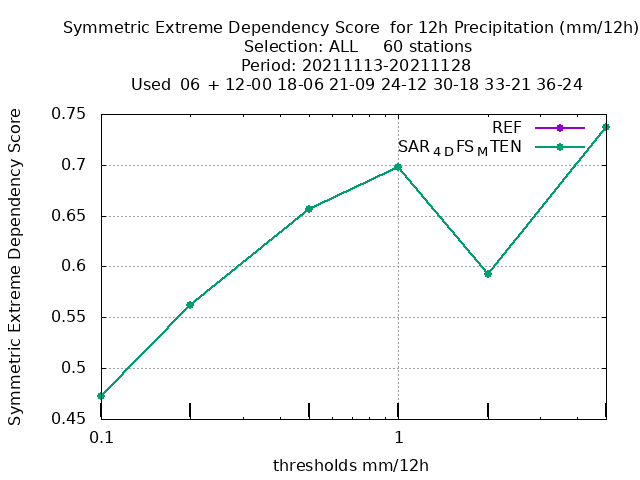 Symmetric Extreme Dependency Score  for 12h Precipitation (mm/12h)
Selection: ALL     60 stations
Period: 20211113-20211128
Used  06 + 12-00 18-06 21-09 24-12 30-18 33-21 36-24
Symmetric Extreme Dependency Score
0.75
0.7
0.65
0.6
0.55
0.5
0.45
REF
SAR4DFSMTEN
0.1
1
thresholds mm/12h